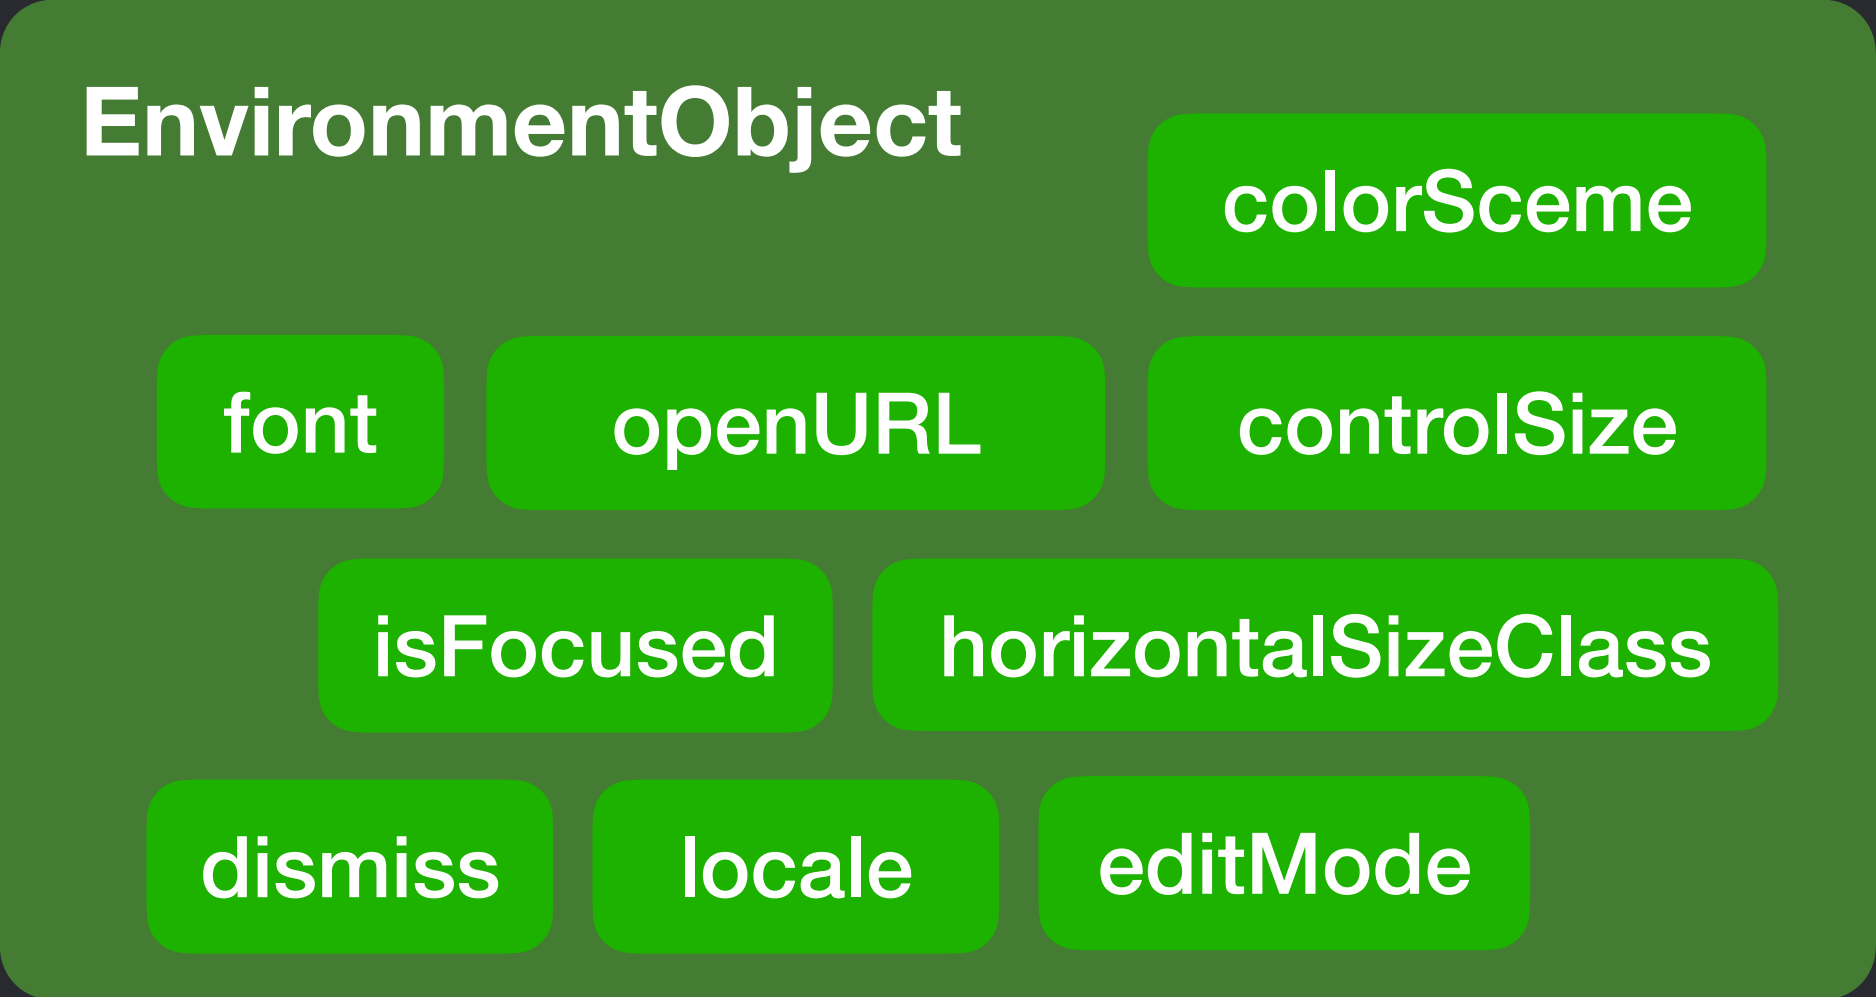 EnvironmentObject
colorSceme
font
openURL
controlSize
isFocused
horizontalSizeClass
dismiss
locale
editMode